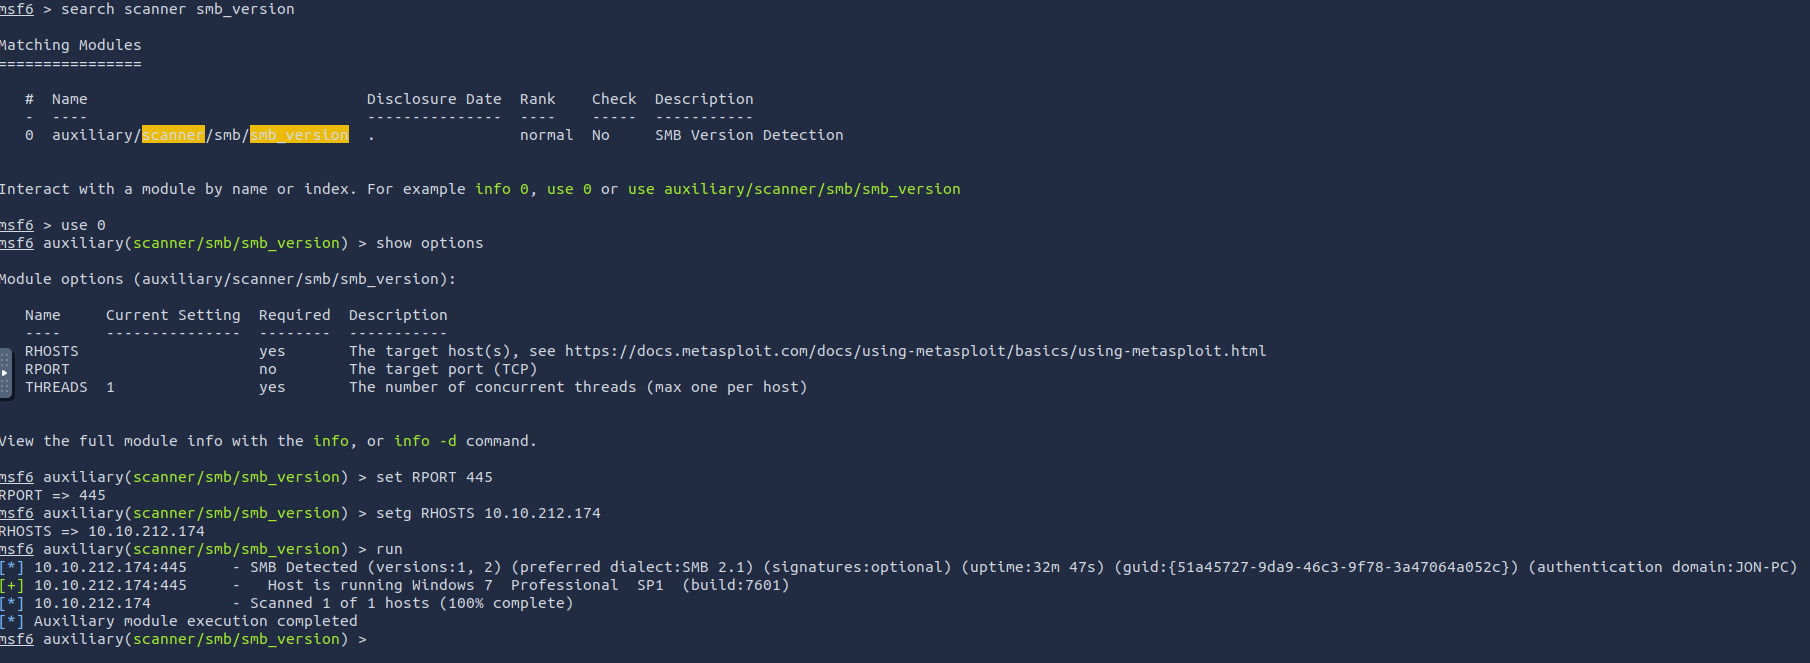 msf6 > search scanner smb_version
Matching Modules
================
#  Name                                   Disclosure Date  Rank    Check  Description
-  ----                                   ---------------  ----    -----  -----------
0  auxiliary/scanner/smb/smb_version  .                normal  No     SMB Version Detection
Interact with a module by name or index. For example info 0, use 0 or use auxiliary/scanner/smb/smb_version
msf6 > use 0
msf6 auxiliary(scanner/smb/smb_version) > show options
Module options (auxiliary/scanner/smb/smb_version):
Name     Current Setting  Required  Description
----     ---------------  --------  -----------
RHOSTS                    yes       The target host(s), see https://docs.metasploit.com/docs/using-metasploit/basics/using-metasploit.html
RPORT                     no        The target port (TCP)
THREADS  1                yes       The number of concurrent threads (max one per host)
View the full module info with the info, or info -d command.
msf6 auxiliary(scanner/smb/smb_version) > set RPORT 445
RPORT => 445
msf6 auxiliary(scanner/smb/smb_version) > setg RHOSTS 10.10.212.174
RHOSTS => 10.10.212.174
msf6 auxiliary(scanner/smb/smb_version) > run
[*] 10.10.212.174:445     - SMB Detected (versions:1, 2) (preferred dialect:SMB 2.1) (signatures:optional) (uptime:32m 47s) (guid:{51a45727-9da9-46c3-9f78-3a47064a052c}) (authentication domain:JON-PC)
[+] 10.10.212.174:445     -   Host is running Windows 7  Professional  SP1  (build:7601)
[*] 10.10.212.174         - Scanned 1 of 1 hosts (100% complete)
[*] Auxiliary module execution completed
msf6 auxiliary(scanner/smb/smb_version) >